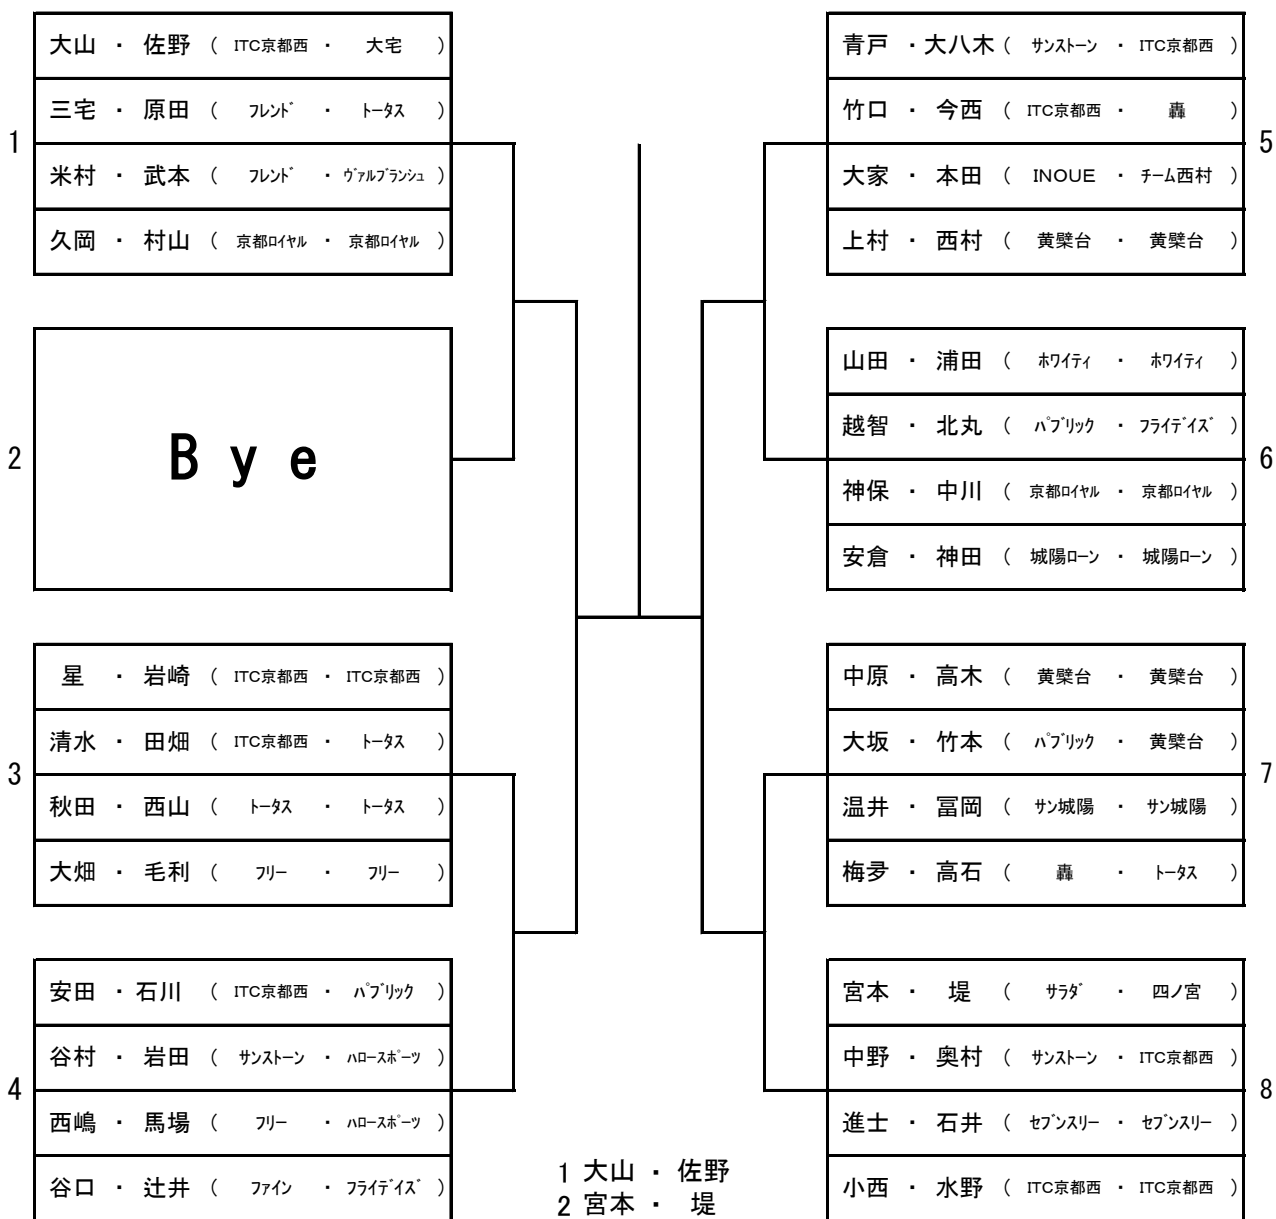 1
大山 ・ 佐野 ( ITC京都西 ・ 大宅 )
三宅 ・ 原田 ( ﾌﾚﾝﾄﾞ ・ ﾄｰﾀｽ )
米村 ・ 武本 ( ﾌﾚﾝﾄﾞ ・ ｳﾞｧﾙﾌﾞﾗﾝｼｭ )
久岡 ・ 村山 ( 京都ﾛｲﾔﾙ ・ 京都ﾛｲﾔﾙ )
2
Bye
3
星 ・ 岩崎 ( ITC京都西 ・ ITC京都西 )
清水 ・ 田畑 ( ITC京都西 ・ ﾄｰﾀｽ )
秋田 ・ 西山 ( ﾄｰﾀｽ ・ ﾄｰﾀｽ )
大畑 ・ 毛利 ( ﾌﾘｰ ・ ﾌﾘｰ )
4
安田 ・ 石川 ( ITC京都西 ・ ﾊﾟﾌﾞﾘｯｸ )
谷村 ・ 岩田 ( ｻﾝｽﾄｰﾝ ・ ﾊﾛｰｽﾎﾟｰﾂ )
西嶋 ・ 馬場 ( ﾌﾘｰ ・ ﾊﾛｰｽﾎﾟｰﾂ )
谷口 ・ 辻井 ( ﾌｧｲﾝ ・ ﾌﾗｲﾃﾞｲｽﾞ )
5
青戸 ・ 大八木 ( ｻﾝｽﾄｰﾝ ・ ITC京都西 )
竹口 ・ 今西 ( ITC京都西 ・ 轟 )
大家 ・ 本田 ( INOUE ・ ﾁｰﾑ西村 )
上村 ・ 西村 ( 黄檗台 ・ 黄檗台 )
6
山田 ・ 浦田 ( ﾎﾜｲﾃｨ ・ ﾎﾜｲﾃｨ )
越智 ・ 北丸 ( ﾊﾟﾌﾞﾘｯｸ ・ ﾌﾗｲﾃﾞｲｽﾞ )
神保 ・ 中川 ( 京都ﾛｲﾔﾙ ・ 京都ﾛｲﾔﾙ )
安倉 ・ 神田 ( 城陽ﾛｰﾝ ・ 城陽ﾛｰﾝ )
7
中原 ・ 高木 ( 黄檗台 ・ 黄檗台 )
大坂 ・ 竹本 ( ﾊﾟﾌﾞﾘｯｸ ・ 黄檗台 )
温井 ・ 冨岡 ( ｻﾝ城陽 ・ ｻﾝ城陽 )
梅夛 ・ 高石 ( 轟 ・ ﾄｰﾀｽ )
8
宮本 ・ 堤 ( ｻﾗﾀﾞ ・ 四ノ宮 )
中野 ・ 奥村 ( ｻﾝｽﾄｰﾝ ・ ITC京都西 )
進士 ・ 石井 ( ｾﾌﾞﾝｽﾘｰ ・ ｾﾌﾞﾝｽﾘｰ )
小西 ・ 水野 ( ITC京都西 ・ ITC京都西 )
1 大山 ・ 佐野
2 宮本 ・ 堤